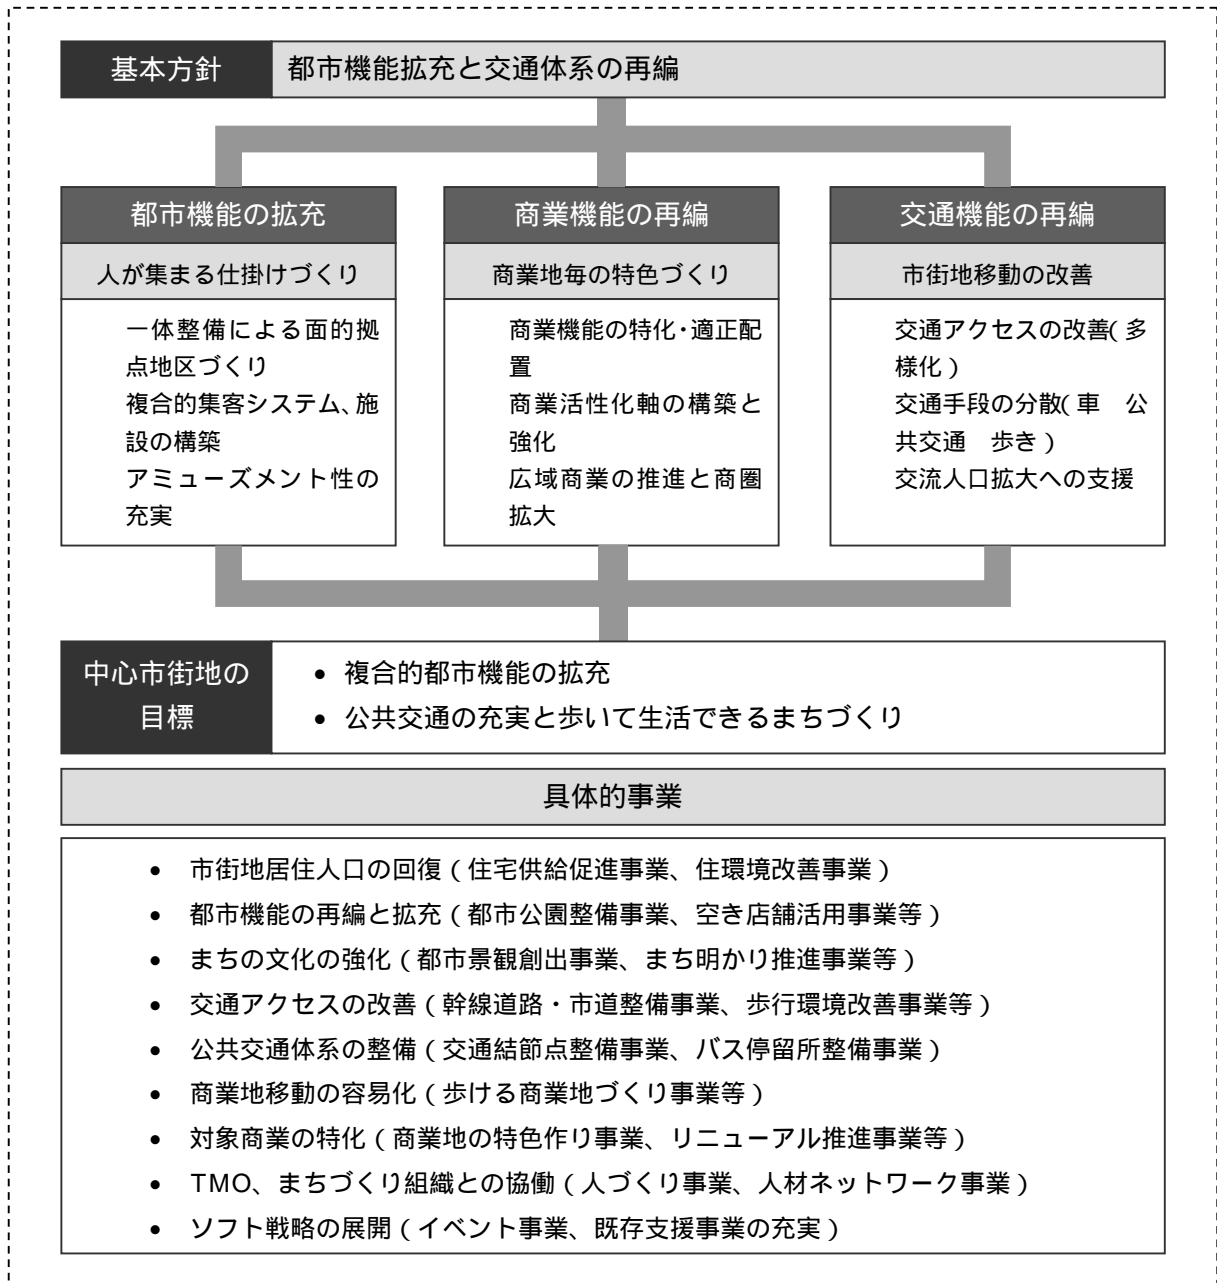 基本方針
都市機能拡充と交通体系の再編
都市機能の拡充
人が集まる仕掛けづくり
一体整備による面的拠
点地区づくり
複合的集客システム、施
設の構築
アミューズメント性の
充実
商業機能の再編
商業地毎の特色づくり
商業機能の特化・適正配
置
商業活性化軸の構築と
強化
広域商業の推進と商圏
拡大
交通機能の再編
市街地移動の改善
交通アクセスの改善(多
様化)
交通手段の分散(車　公
共交通　歩き)
交流人口拡大への支援
中心市街地の
目標
• 複合的都市機能の拡充
• 公共交通の充実と歩いて生活できるまちづくり
具体的事業
• 市街地居住人口の回復(住宅供給促進事業、住環境改善事業)
• 都市機能の再編と拡充(都市公園整備事業、空き店舗活用事業等)
• まちの文化の強化(都市景観創出事業、まち明かり推進事業等)
• 交通アクセスの改善(幹線道路・市道整備事業、歩行環境改善事業等)
• 公共交通体系の整備(交通結節点整備事業、バス停留所整備事業)
• 商業地移動の容易化(歩ける商業地づくり事業等)
• 対象商業の特化(商業地の特色作り事業、リニューアル推進事業等)
• TMO、まちづくり組織との協働(人づくり事業、人材ネットワーク事業)
• ソフト戦略の展開(イベント事業、既存支援事業の充実)